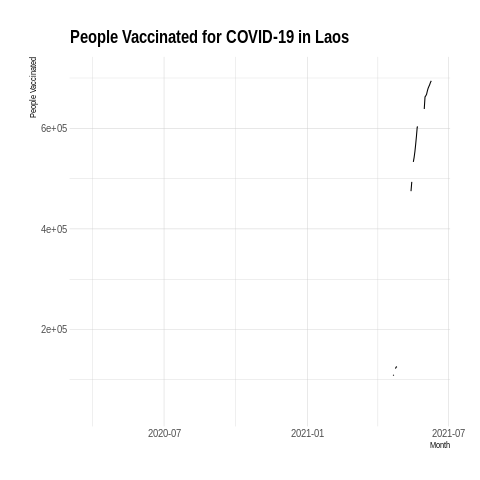 People Vaccinated for COVID-19 in Laos
People Vaccinated
6e+05
4e+05
2e+05
2020-07
2021-01
2021-07
Month